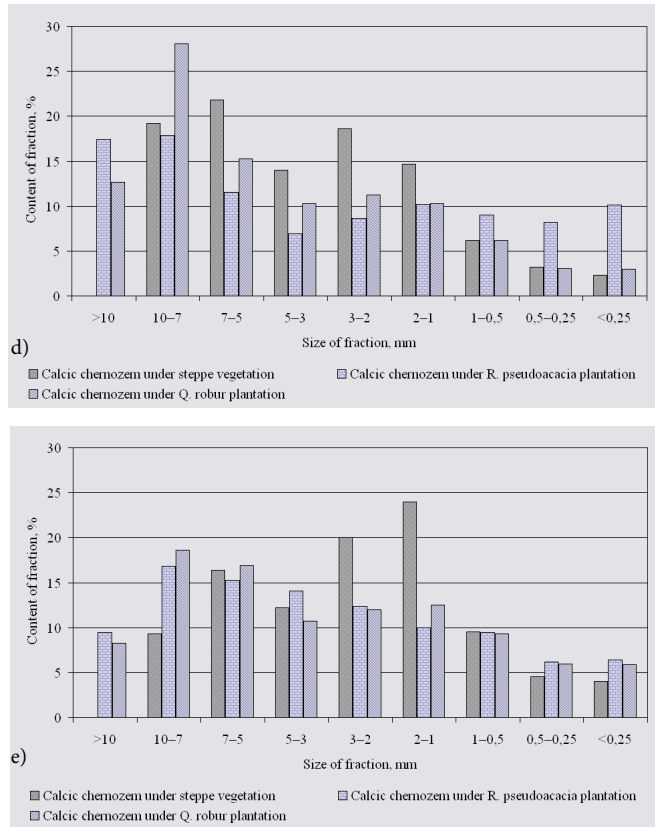 30
25
20
15
10
5
0
Content of fraction, %
>10 10–7 7–5 5–3 3–2 2–1 1–0,5 0,5–0,25 <0,25
Size of fraction, mm
d)
Calcic chernozem under steppe vegetation Calcic chernozem under R. pseudoacacia plantation
Calcic chernozem under Q. robur plantation
30
25
20
15
10
5
0
Content of fraction, %
>10 10–7 7–5 5–3 3–2 2–1 1–0,5 0,5–0,25 <0,25
Size of fraction, mm
e)
Calcic chernozem under steppe vegetation Calcic chernozem under R. pseudoacacia plantation
Calcic chernozem under Q. robur plantation